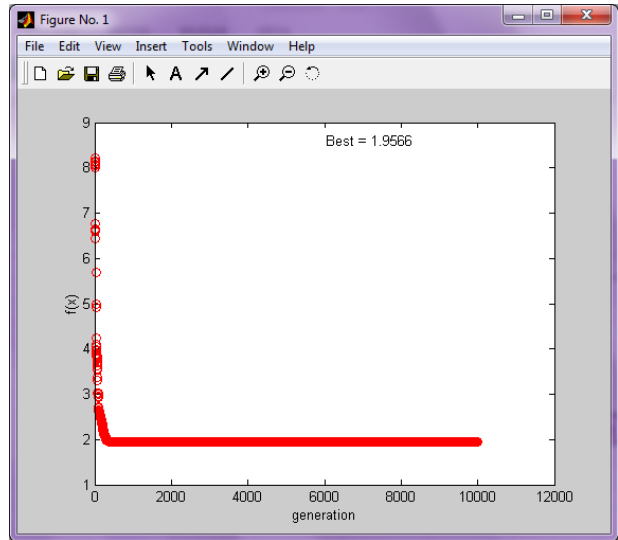 Figure No. 1
File Edit View Insert Tools Window Help
A
Best = 1.9566
9
8
7
6
5
4
3
2
1
f(x)
0 2000 4000 6000 8000 10000 12000
generation